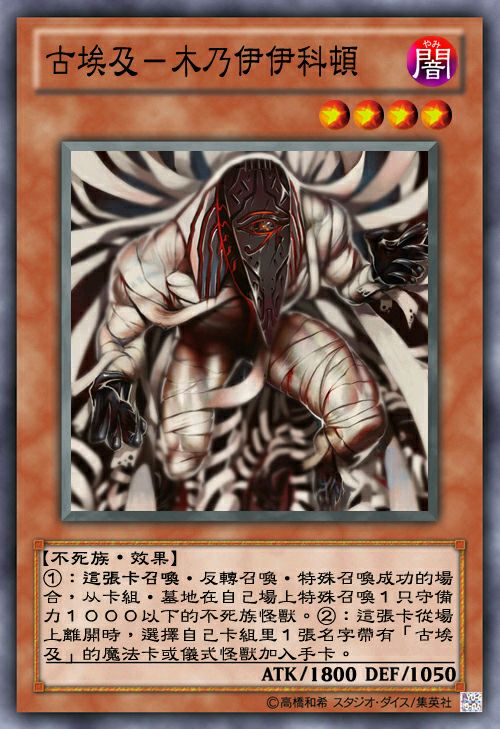 古埃及－木乃伊伊科頓
やみ
闇
【不死族・效果】
①：這張卡召喚・反轉召喚・特殊召喚成功的場
合，从卡組・墓地在自己場上特殊召喚１只守備
力１０００以下的不死族怪獸。②：這張卡從場
上離開時，選擇自己卡組里１張名字帶有「古埃
及」的魔法卡或儀式怪獸加入手卡。
ATK/1800 DEF/1050
©高橋和希 スタジオ・ダイス/集英社